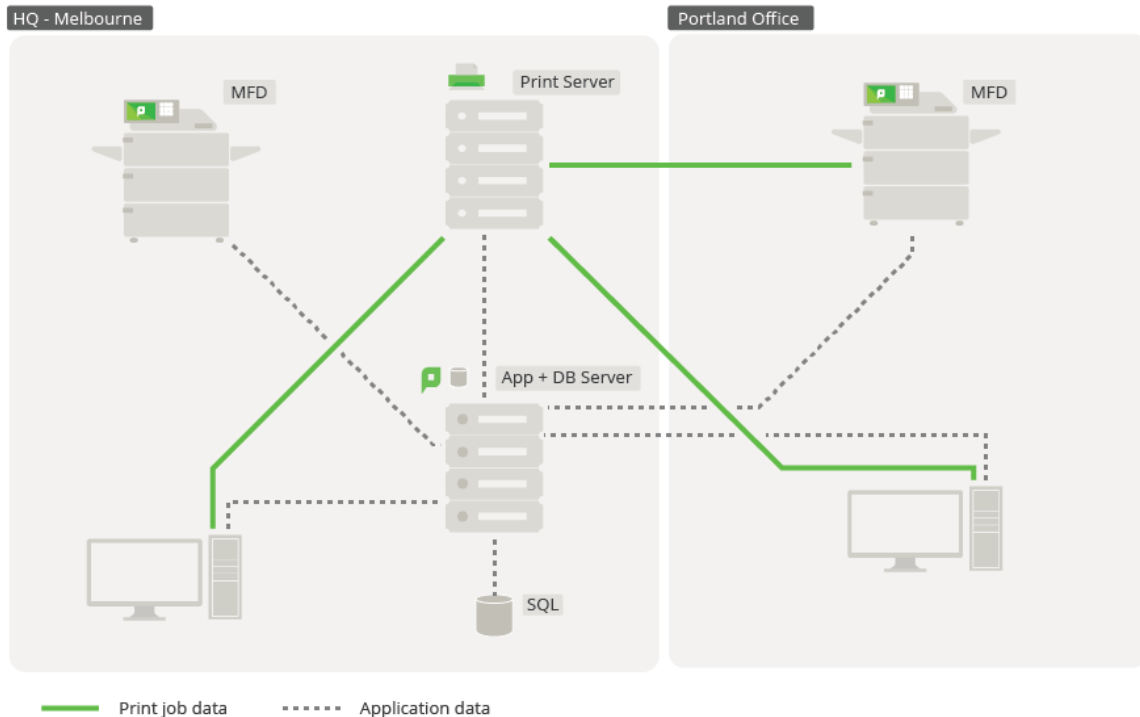 HQ - Melbourne
Portland Office
MFD
Print Server
MFD
App + DB Server
SQL
Print job data
Application data